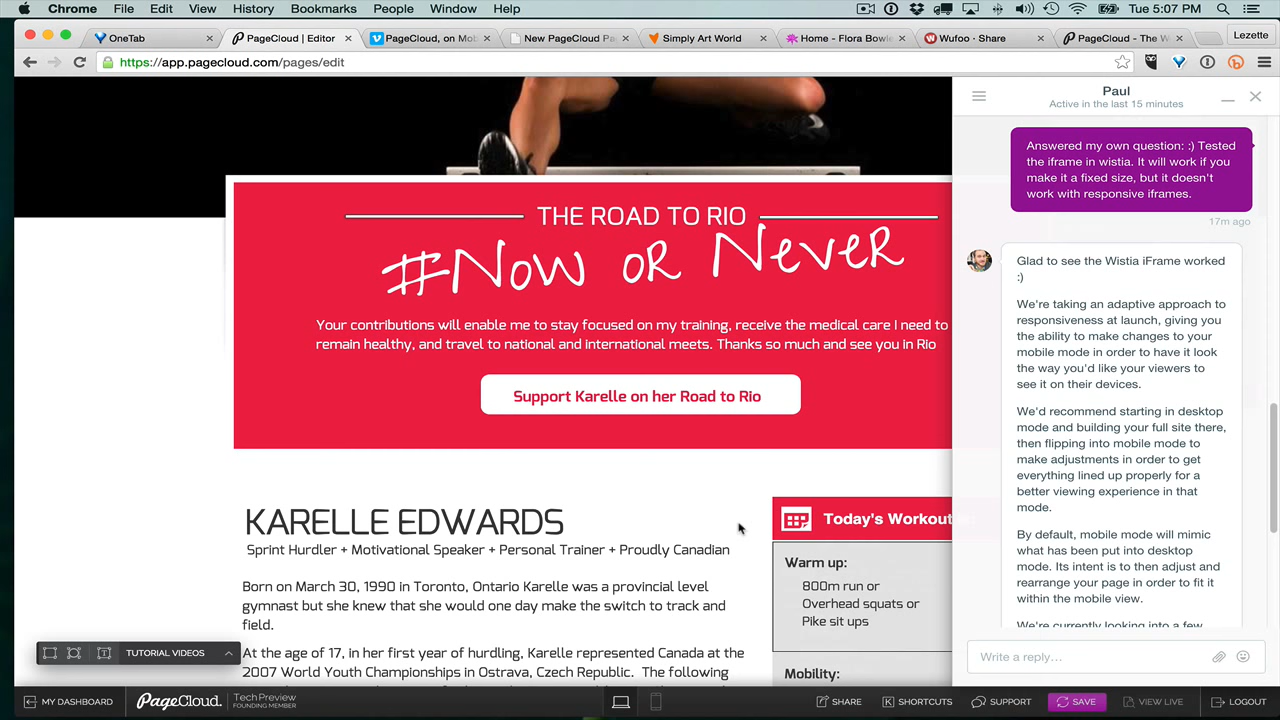 Chrome File Edit View History Bookmarks People Window Help Tue 5:07 PM
OneTab
PageCloud | Editor
PageCloud, on Mob
New PageCloud Pa
Simply Art World
Home - Flora Bowle
Wufoo · Share
PageCloud - The W
Lezette
https://app.pagecloud.com/pages/edit
THE ROAD TO RIO
#Now or Never
Your contributions will enable me to stay focused on my training, receive the medical care I need to
remain healthy, and travel to national and international meets. Thanks so much and see you in Rio
Support Karelle on her Road to Rio
KARELLE EDWARDS
Sprint Hurdler + Motivational Speaker + Personal Trainer + Proudly Canadian
Born on March 30, 1990 in Toronto, Ontario Karelle was a provincial level
gymnast but she knew that she would one day make the switch to track and
field.
At the age of 17, in her first year of hurdling, Karelle represented Canada at the
2007 World Youth Championships in Ostrava, Czech Republic. The following
Today's Workout
Warm up:
800m run or
Overhead squats or
Pike sit ups
Mobility:
Paul
Active in the last 15 minutes
Answered my own question: :) Tested
the iframe in wistia. It will work if you
make it a fixed size, but it doesn't
work with responsive iframes.
17m ago
Glad to see the Wistia iFrame worked
:)
We're taking an adaptive approach to
responsiveness at launch, giving you
the ability to make changes to your
mobile mode in order to have it look
the way you'd like your viewers to
see it on their devices.
We'd recommend starting in desktop
mode and building your full site there,
then flipping into mobile mode to
make adjustments in order to get
everything lined up properly for a
better viewing experience in that
mode.
By default, mobile mode will mimic
what has been put into desktop
mode. Its intent is to then adjust and
rearrange your page in order to fit it
within the mobile view.
We're currently looking into a few
Write a reply…
TUTORIAL VIDEOS
MY DASHBOARD
PageCloud.
Tech Preview
FOUNDING MEMBER
SHARE
SHORTCUTS
SUPPORT
SAVE
VIEW LIVE
LOGOUT